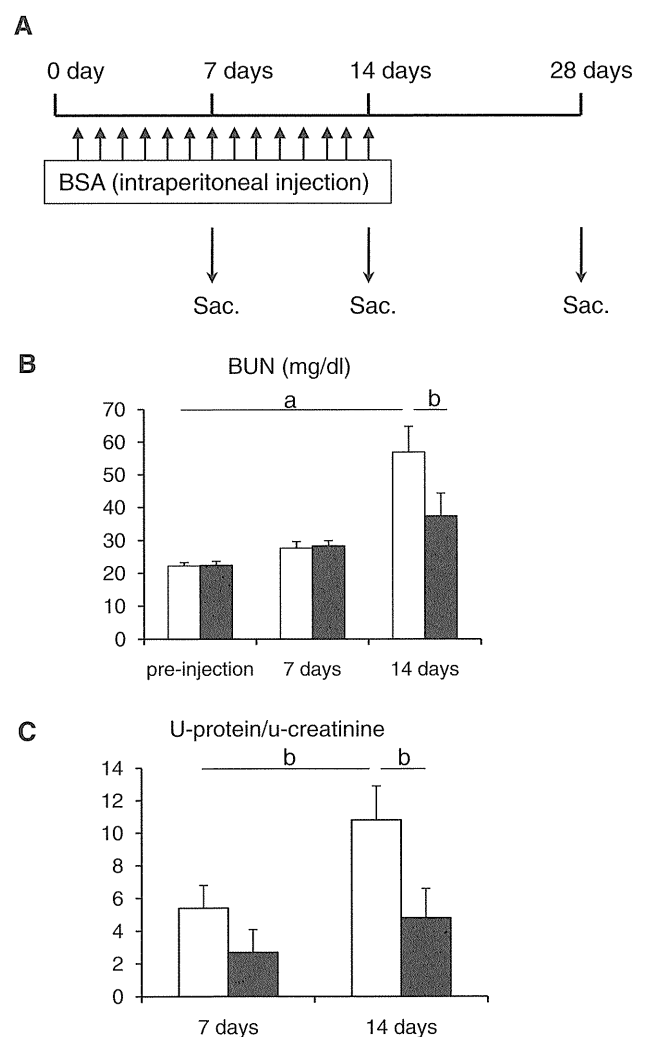 A
0 day 7 days 14 days 28 days
BSA (intraperitoneal injection)
Sac. Sac. Sac.
B
BUN (mg/dl)
a b
70
60
50
40
30
20
10
0
pre-injection 7 days 14 days
C
U-protein/u-creatinine
b b
14
12
10
8
6
4
2
0
7 days 14 days